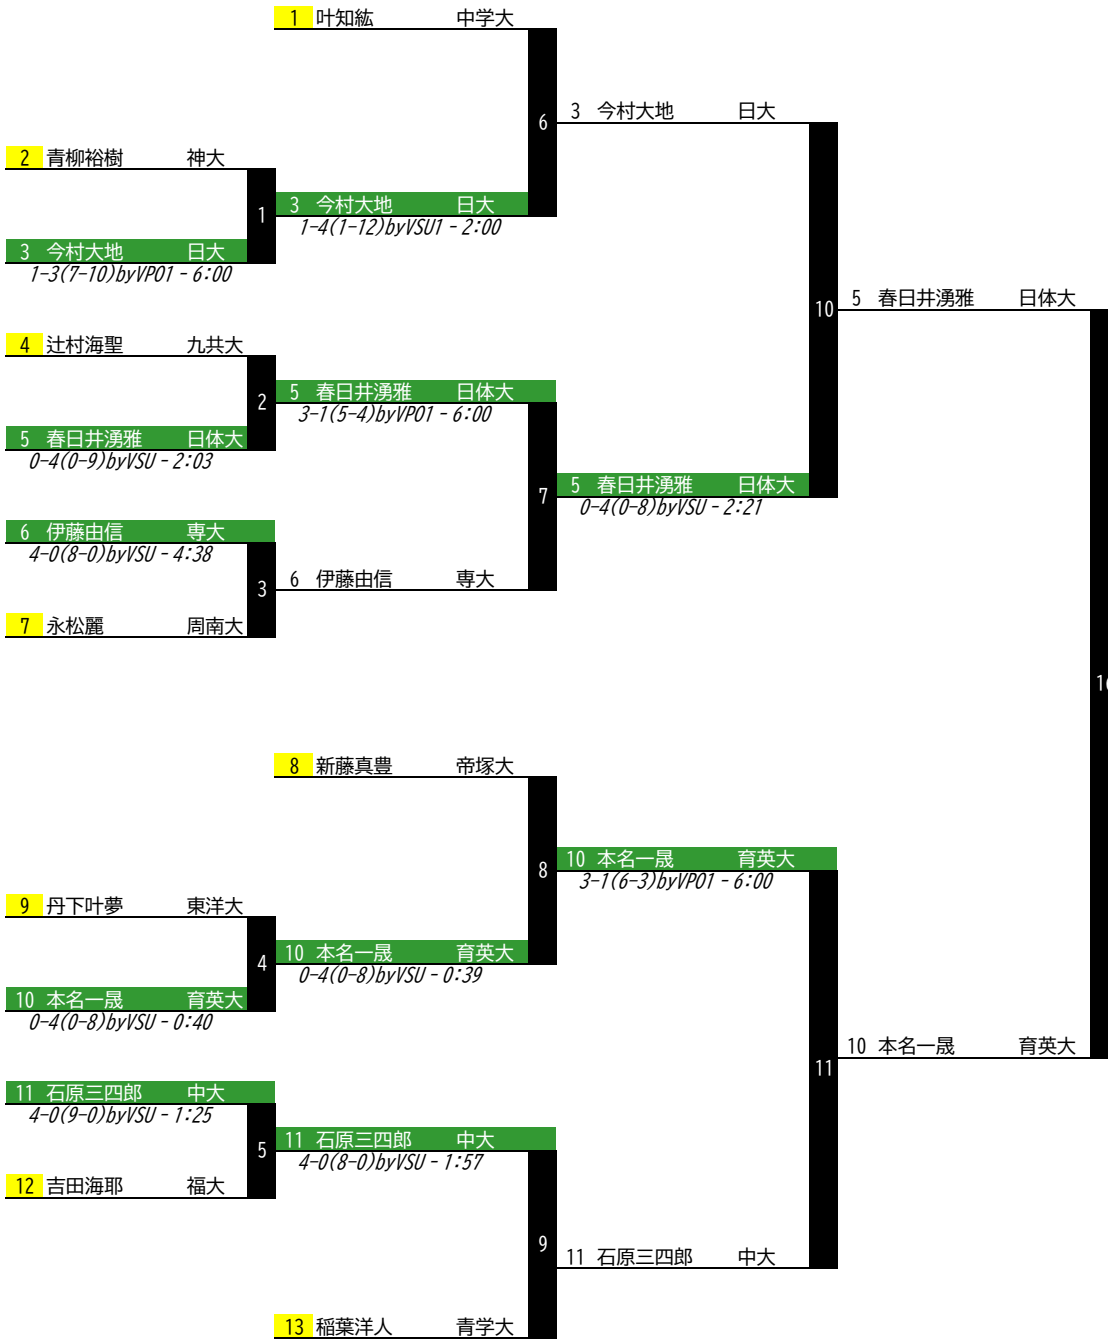 1 叶知紘 中学大
3 今村大地 日大
6
2 青柳裕樹 神大
3 今村大地 日大
1
1-4(1-12)byVSU1 - 2:00
3 今村大地 日大
1-3(7-10)byVPO1 - 6:00
5 春日井湧雅 日体大
10
4 辻村海聖 九共大
5 春日井湧雅 日体大
2
3-1(5-4)byVPO1 - 6:00
5 春日井湧雅 日体大
0-4(0-9)byVSU - 2:03
5 春日井湧雅 日体大
7
0-4(0-8)byVSU - 2:21
6 伊藤由信 専大
4-0(8-0)byVSU - 4:38
6 伊藤由信 専大
3
7 永松麗 周南大
8 新藤真豊 帝塚大
10 本名一晟 育英大
8
3-1(6-3)byVPO1 - 6:00
9 丹下叶夢 東洋大
10 本名一晟 育英大
4
0-4(0-8)byVSU - 0:39
10 本名一晟 育英大
0-4(0-8)byVSU - 0:40
10 本名一晟 育英大
11
11 石原三四郎 中大
4-0(9-0)byVSU - 1:25
11 石原三四郎 中大
5
4-0(8-0)byVSU - 1:57
12 吉田海耶 福大
9
11 石原三四郎 中大
13 稲葉洋人 青学大